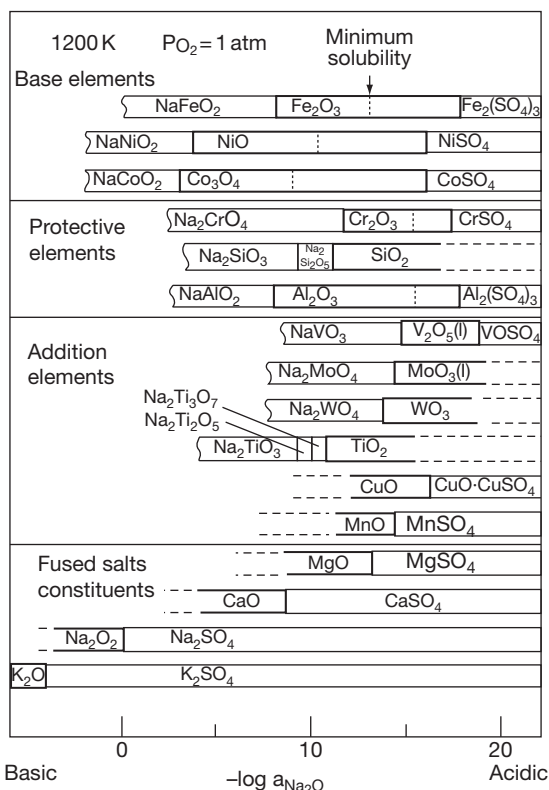 1200 K P_O₂ = 1 atm Minimum
solubility
Base elements
NaFeO₂ Fe₂O₃ Fe₂(SO₄)₃
NaNiO₂ NiO NiSO₄
NaCoO₂ Co₃O₄ CoSO₄
Protective
elements
Na₂CrO₄ Cr₂O₃ CrSO₄
Na₂SiO₃ Na₂
Si₂O₅ SiO₂
NaAlO₂ Al₂O₃ Al₂(SO₄)₃
Addition
elements
NaVO₃ V₂O₅(l) VOSO₄
Na₂MoO₄ MoO₃(l)
Na₂WO₄ WO₃
Na₂Ti₃O₇
Na₂Ti₂O₅
Na₂TiO₃ TiO₂
CuO CuO·CuSO₄
MnO MnSO₄
Fused salts
constituents
MgO MgSO₄
CaO CaSO₄
Na₂O₂ Na₂SO₄
K₂O K₂SO₄
0 10 20
Basic –log a_Na₂O Acidic